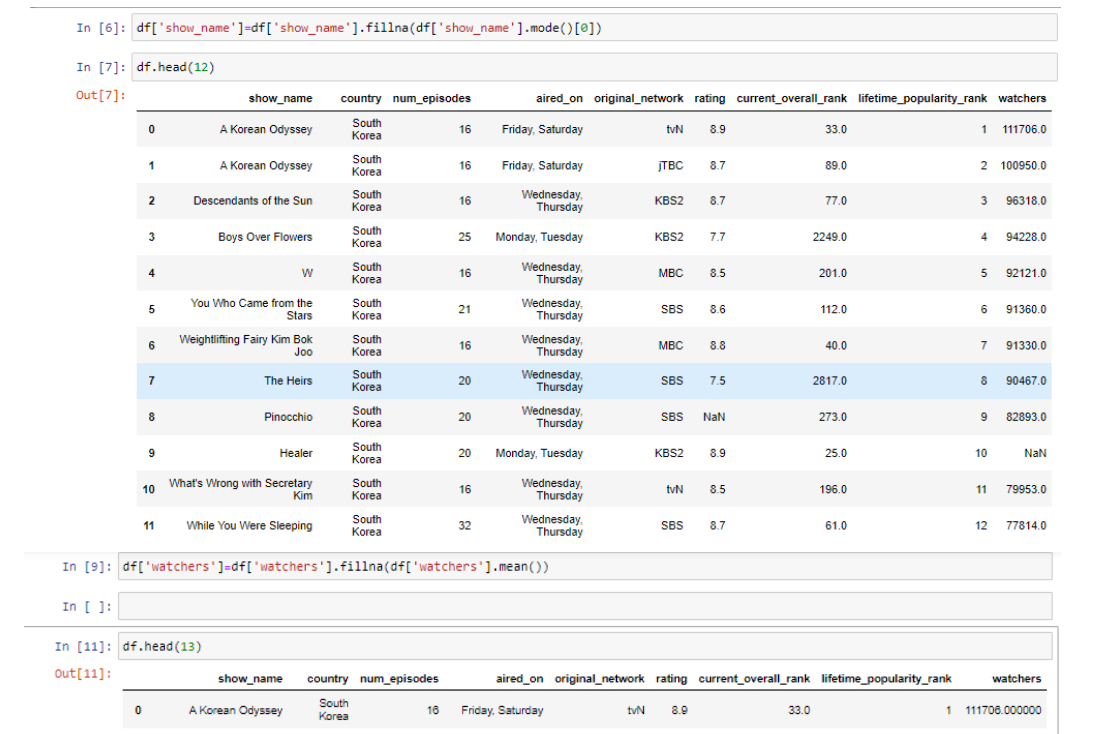 In [6]: df['show_name']=df['show_name'].fillna(df['show_name'].mode()[0])
In [7]: df.head(12)
Out[7]:
show_name country num_episodes aired_on original_network rating current_overall_rank lifetime_popularity_rank watchers
0 A Korean Odyssey South Korea 16 Friday, Saturday tvN 8.9 33.0 1 111706.0
1 A Korean Odyssey South Korea 16 Friday, Saturday jTBC 8.7 89.0 2 100950.0
2 Descendants of the Sun South Korea 16 Wednesday, Thursday KBS2 8.7 77.0 3 96318.0
3 Boys Over Flowers South Korea 25 Monday, Tuesday KBS2 7.7 2249.0 4 94228.0
4 W South Korea 16 Wednesday, Thursday MBC 8.5 201.0 5 92121.0
5 You Who Came from the Stars South Korea 21 Wednesday, Thursday SBS 8.6 112.0 6 91360.0
6 Weightlifting Fairy Kim Bok Joo South Korea 16 Wednesday, Thursday MBC 8.8 40.0 7 91330.0
7 The Heirs South Korea 20 Wednesday, Thursday SBS 7.5 2817.0 8 90467.0
8 Pinocchio South Korea 20 Wednesday, Thursday SBS NaN 273.0 9 82893.0
9 Healer South Korea 20 Monday, Tuesday KBS2 8.9 25.0 10 NaN
10 What's Wrong with Secretary Kim South Korea 16 Wednesday, Thursday tvN 8.5 196.0 11 79953.0
11 While You Were Sleeping South Korea 32 Wednesday, Thursday SBS 8.7 61.0 12 77814.0
In [9]: df['watchers']=df['watchers'].fillna(df['watchers'].mean())
In [ ]:
In [11]: df.head(13)
Out[11]:
show_name country num_episodes aired_on original_network rating current_overall_rank lifetime_popularity_rank watchers
0 A Korean Odyssey South Korea 16 Friday, Saturday tvN 8.9 33.0 1 111706.000000